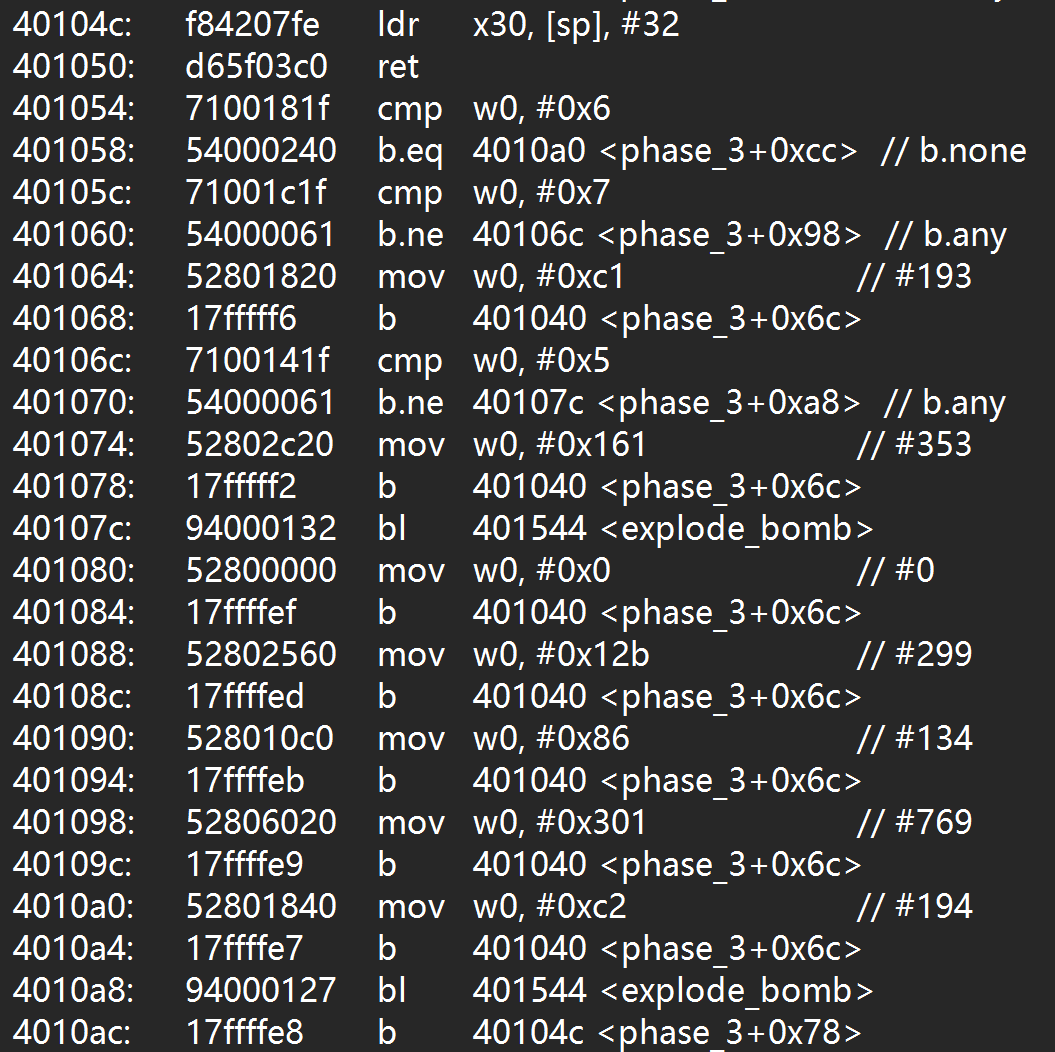 40104c: f84207fe ldr x30, [sp], #32
401050: d65f03c0 ret
401054: 7100181f cmp w0, #0x6
401058: 54000240 b.eq 4010a0 <phase_3+0xcc> // b.none
40105c: 71001c1f cmp w0, #0x7
401060: 54000061 b.ne 40106c <phase_3+0x98> // b.any
401064: 52801820 mov w0, #0xc1 // #193
401068: 17fffff6 b 401040 <phase_3+0x6c>
40106c: 7100141f cmp w0, #0x5
401070: 54000061 b.ne 40107c <phase_3+0xa8> // b.any
401074: 52802c20 mov w0, #0x161 // #353
401078: 17fffff2 b 401040 <phase_3+0x6c>
40107c: 94000132 bl 401544 <explode_bomb>
401080: 52800000 mov w0, #0x0 // #0
401084: 17ffffef b 401040 <phase_3+0x6c>
401088: 52802560 mov w0, #0x12b // #299
40108c: 17ffffed b 401040 <phase_3+0x6c>
401090: 528010c0 mov w0, #0x86 // #134
401094: 17ffffeb b 401040 <phase_3+0x6c>
401098: 52806020 mov w0, #0x301 // #769
40109c: 17ffffe9 b 401040 <phase_3+0x6c>
4010a0: 52801840 mov w0, #0xc2 // #194
4010a4: 17ffffe7 b 401040 <phase_3+0x6c>
4010a8: 94000127 bl 401544 <explode_bomb>
4010ac: 17ffffe8 b 40104c <phase_3+0x78>